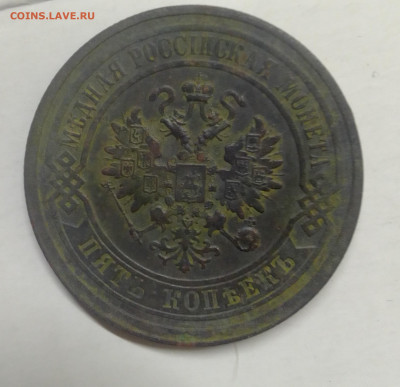 COINS.LAVE.RU
МѢДНАЯ РОССІЙСКАЯ МОНЕТА
ПЯТЬ КОПѢЕКЪ